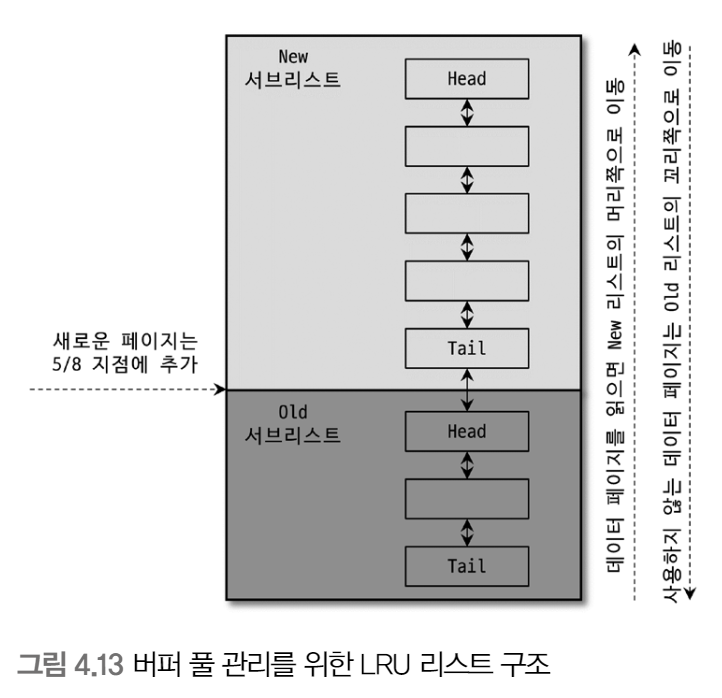 New
서브리스트
Head
Tail
새로운 페이지는
5/8 지점에 추가
Old
서브리스트
Head
Tail
데이터 페이지를 읽으면 New 리스트의 머리쪽으로 이동
사용하지 않는 데이터 페이지는 Old 리스트의 꼬리쪽으로 이동
그림 4.13 버퍼 풀 관리를 위한 LRU 리스트 구조